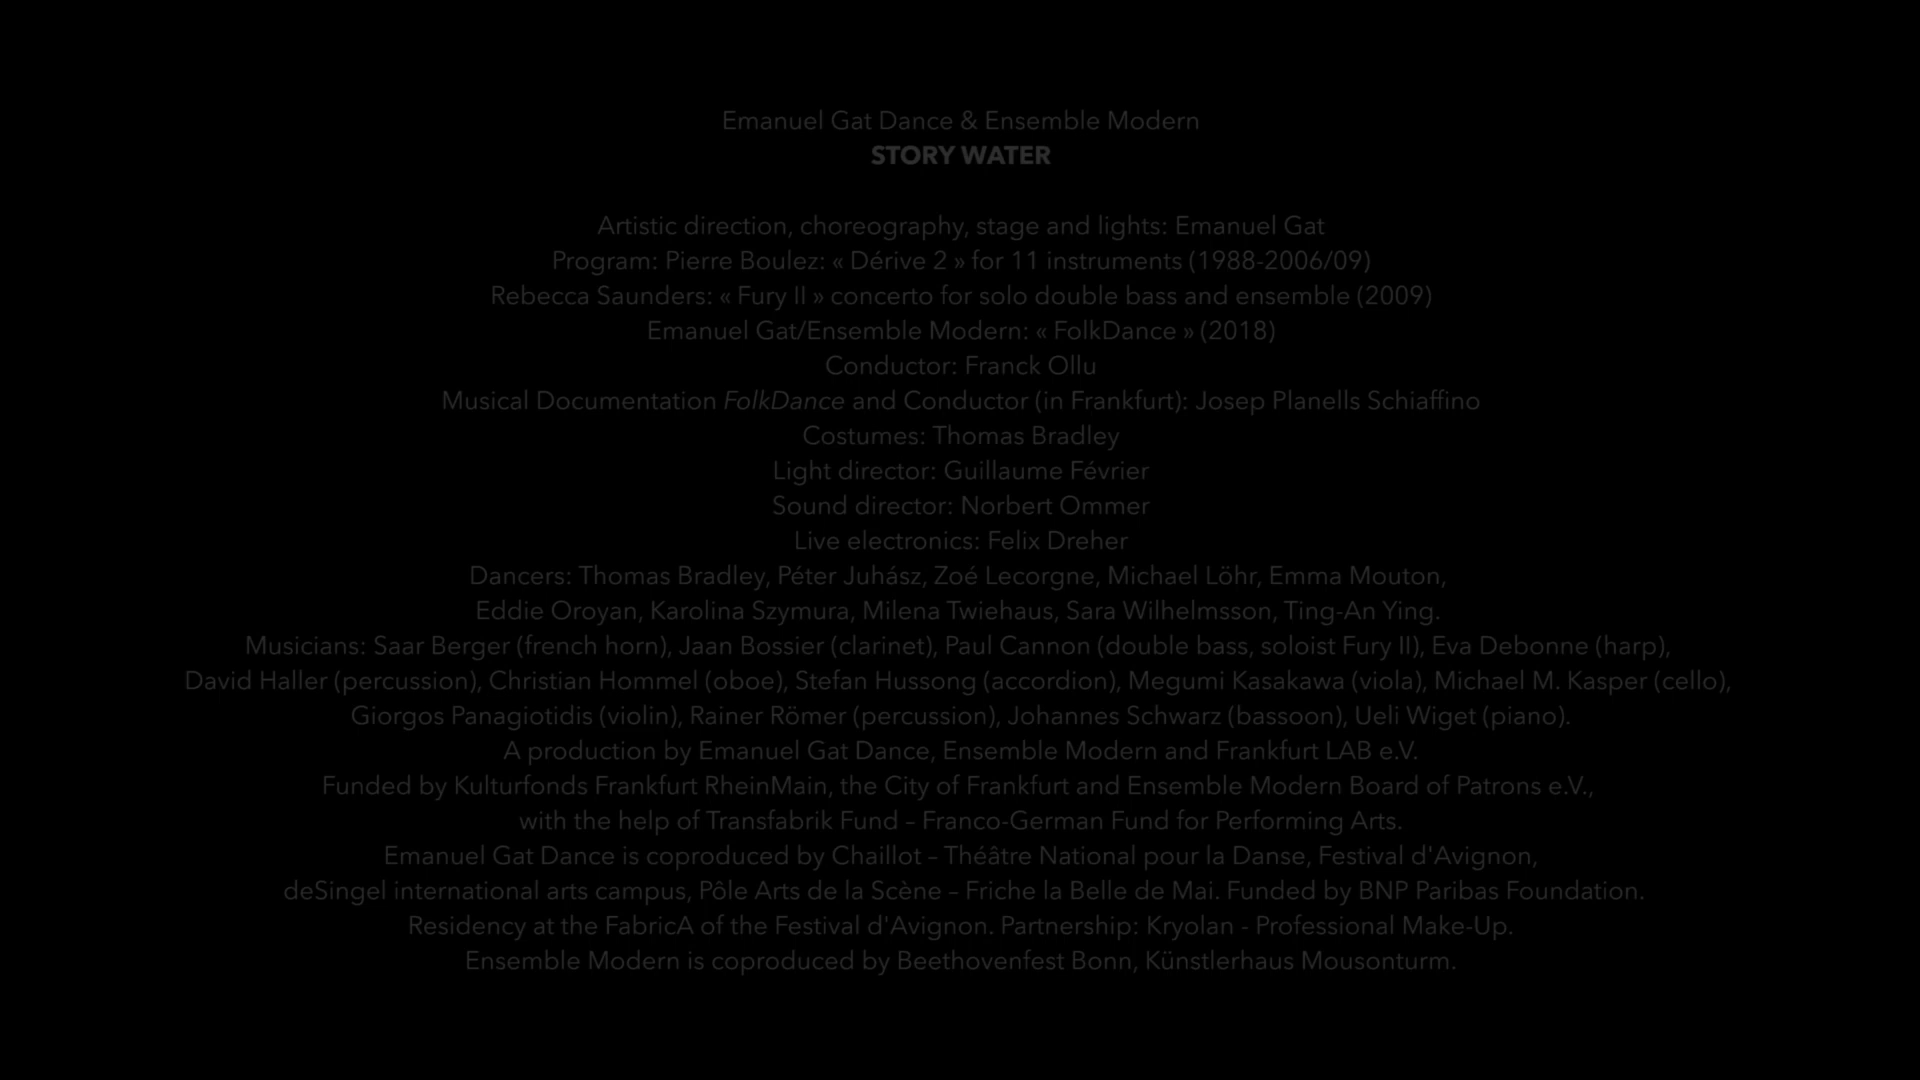 Emanuel Gat Dance & Ensemble Modern
STORY WATER
Artistic direction, choreography, stage and lights: Emanuel Gat
Program: Pierre Boulez: « Dérive 2 » for 11 instruments (1988-2006/09)
Rebecca Saunders: « Fury II » concerto for solo double bass and ensemble (2009)
Emanuel Gat/Ensemble Modern: « FolkDance » (2018)
Conductor: Franck Ollu
Musical Documentation FolkDance and Conductor (in Frankfurt): Josep Planells Schiaffino
Costumes: Thomas Bradley
Light director: Guillaume Février
Sound director: Norbert Ommer
Live electronics: Felix Dreher
Dancers: Thomas Bradley, Péter Juhász, Zoé Lecorgne, Michael Löhr, Emma Mouton,
Eddie Oroyan, Karolina Szymura, Milena Twiehaus, Sara Wilhelmsson, Ting-An Ying.
Musicians: Saar Berger (french horn), Jaan Bossier (clarinet), Paul Cannon (double bass, soloist Fury II), Eva Debonne (harp),
David Haller (percussion), Christian Hommel (oboe), Stefan Hussong (accordion), Megumi Kasakawa (viola), Michael M. Kasper (cello),
Giorgos Panagiotidis (violin), Rainer Römer (percussion), Johannes Schwarz (bassoon), Ueli Wiget (piano).
A production by Emanuel Gat Dance, Ensemble Modern and Frankfurt LAB e.V.
Funded by Kulturfonds Frankfurt RheinMain, the City of Frankfurt and Ensemble Modern Board of Patrons e.V.,
with the help of Transfabrik Fund – Franco-German Fund for Performing Arts.
Emanuel Gat Dance is coproduced by Chaillot – Théâtre National pour la Danse, Festival d'Avignon,
deSingel international arts campus, Pôle Arts de la Scène – Friche la Belle de Mai. Funded by BNP Paribas Foundation.
Residency at the FabricA of the Festival d'Avignon. Partnership: Kryolan - Professional Make-Up.
Ensemble Modern is coproduced by Beethovenfest Bonn, Künstlerhaus Mousonturm.